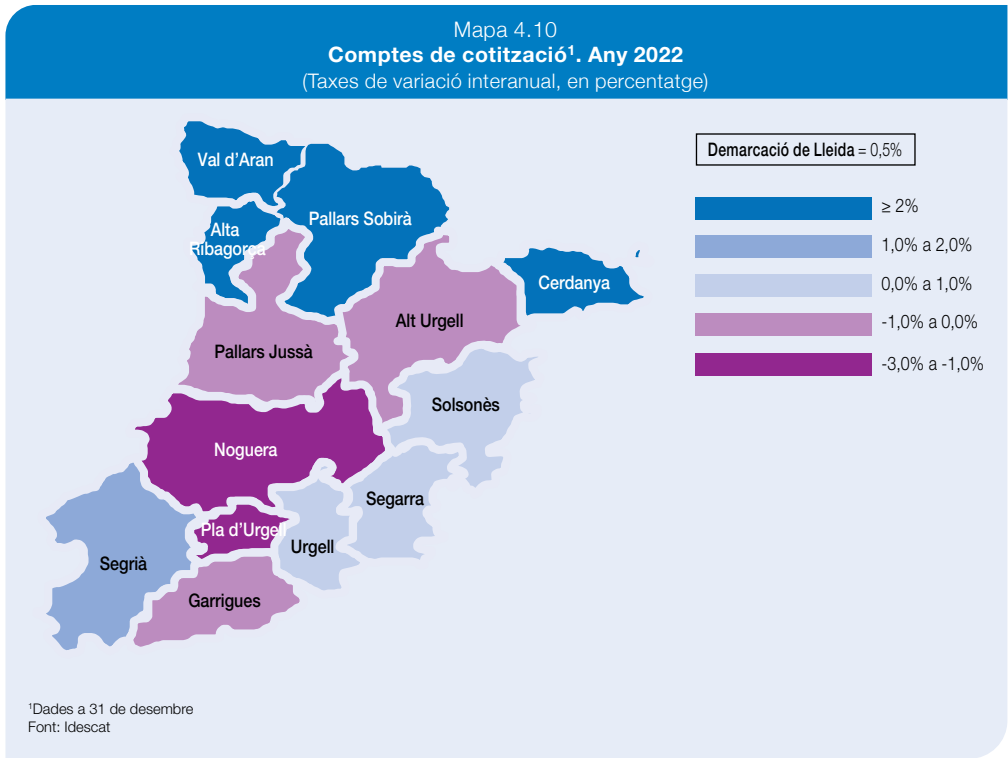 Mapa 4.10
Comptes de cotització¹. Any 2022
(Taxes de variació interanual, en percentatge)
Demarcació de Lleida = 0,5%
≥ 2%
1,0% a 2,0%
0,0% a 1,0%
-1,0% a 0,0%
-3,0% a -1,0%
Val d'Aran
Pallars Sobirà
Alta
Ribagorça
Cerdanya
Alt Urgell
Pallars Jussà
Solsonès
Noguera
Segarra
Pla d'Urgell
Urgell
Segrià
Garrigues
¹Dades a 31 de desembre
Font: Idescat